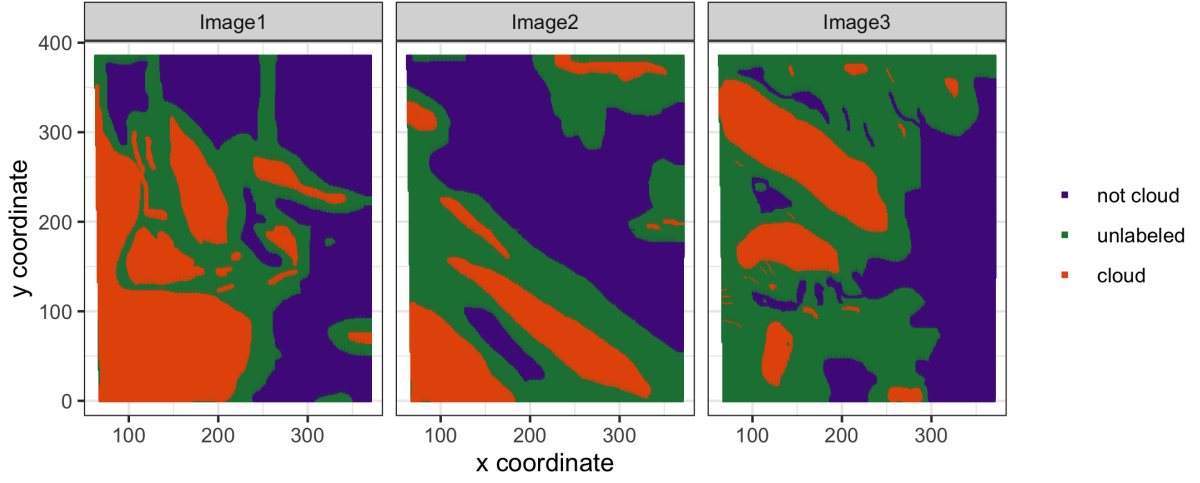 Image1 Image2 Image3
400
300
200
100
0
y coordinate
100 200 300 100 200 300 100 200 300
x coordinate
not cloud
unlabeled
cloud